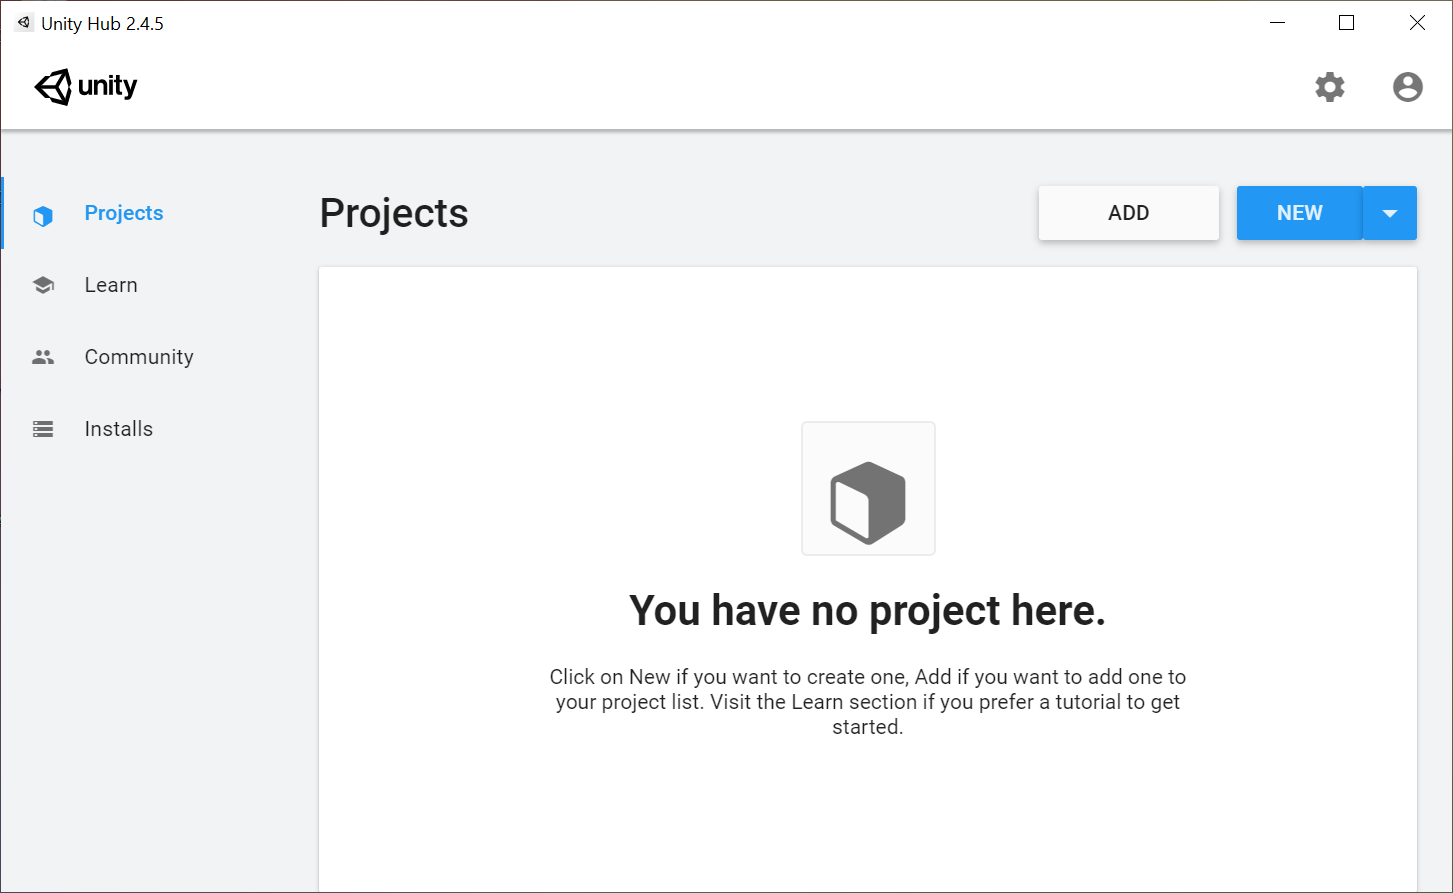 Unity Hub 2.4.5
unity
Projects
Learn
Community
Installs
Projects
ADD
NEW
You have no project here.
Click on New if you want to create one, Add if you want to add one to
your project list. Visit the Learn section if you prefer a tutorial to get
started.